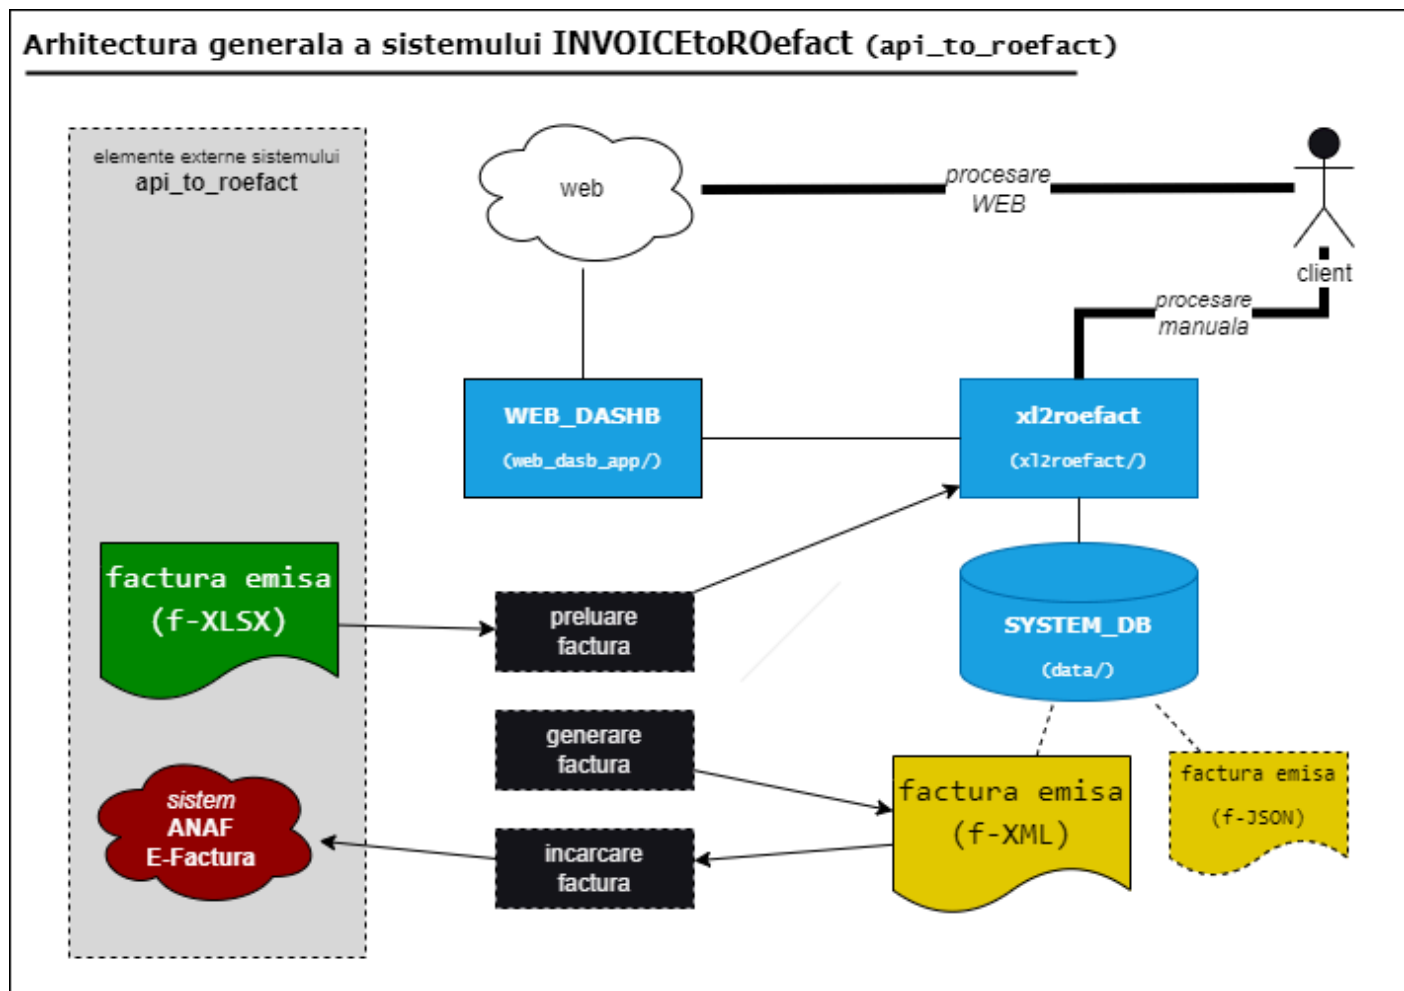 Arhitectura generala a sistemului INVOICEtoROefact (api_to_roefact)
elemente externe sistemului
api_to_roefact
web
procesare
WEB
client
procesare
manuala
WEB_DASHB
(web_dasb_app/)
xl2roefact
(xl2roefact/)
factura emisa
(f-XLSX)
preluare
factura
SYSTEM_DB
(data/)
generare
factura
factura emisa
(f-XML)
factura emisa
(f-JSON)
sistem
ANAF
E-Factura
incarcare
factura